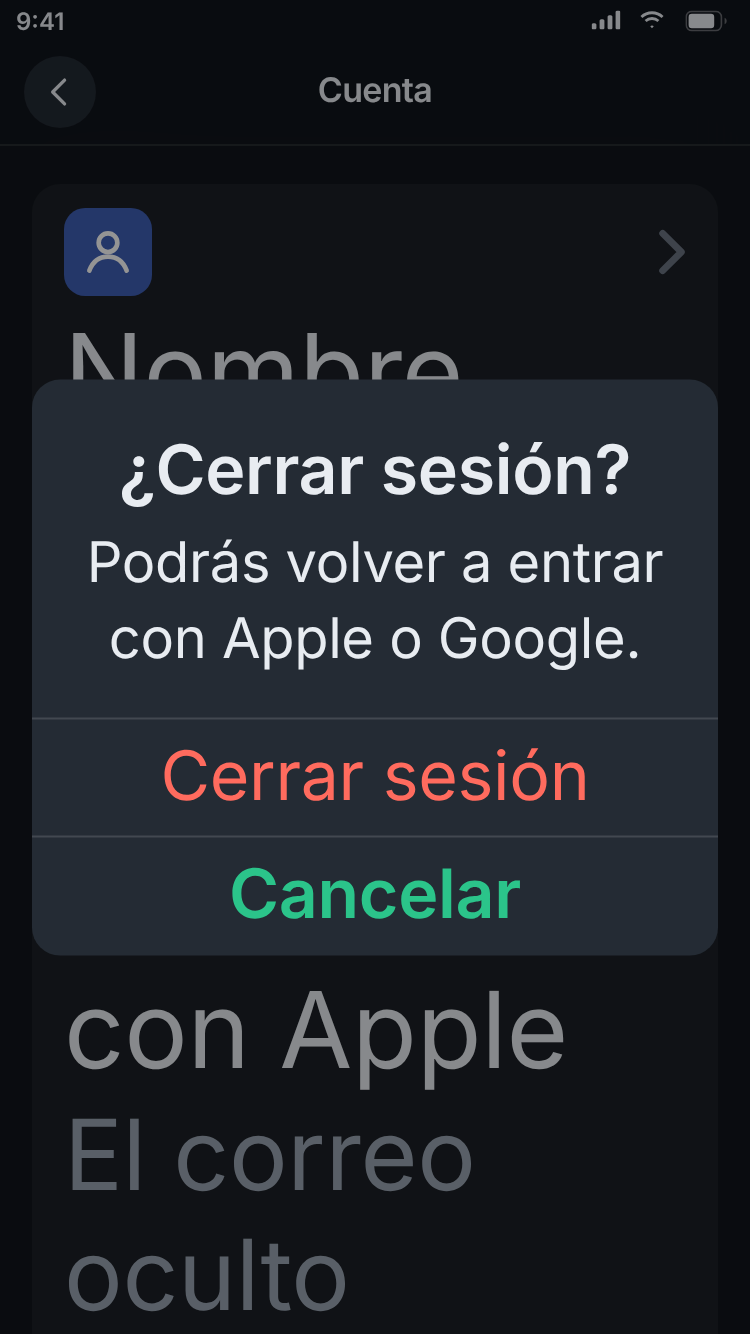 9:41
Cuenta
Nombre
¿Cerrar sesión?
Podrás volver a entrar
con Apple o Google.
Cerrar sesión
Cancelar
con Apple
El correo
oculto